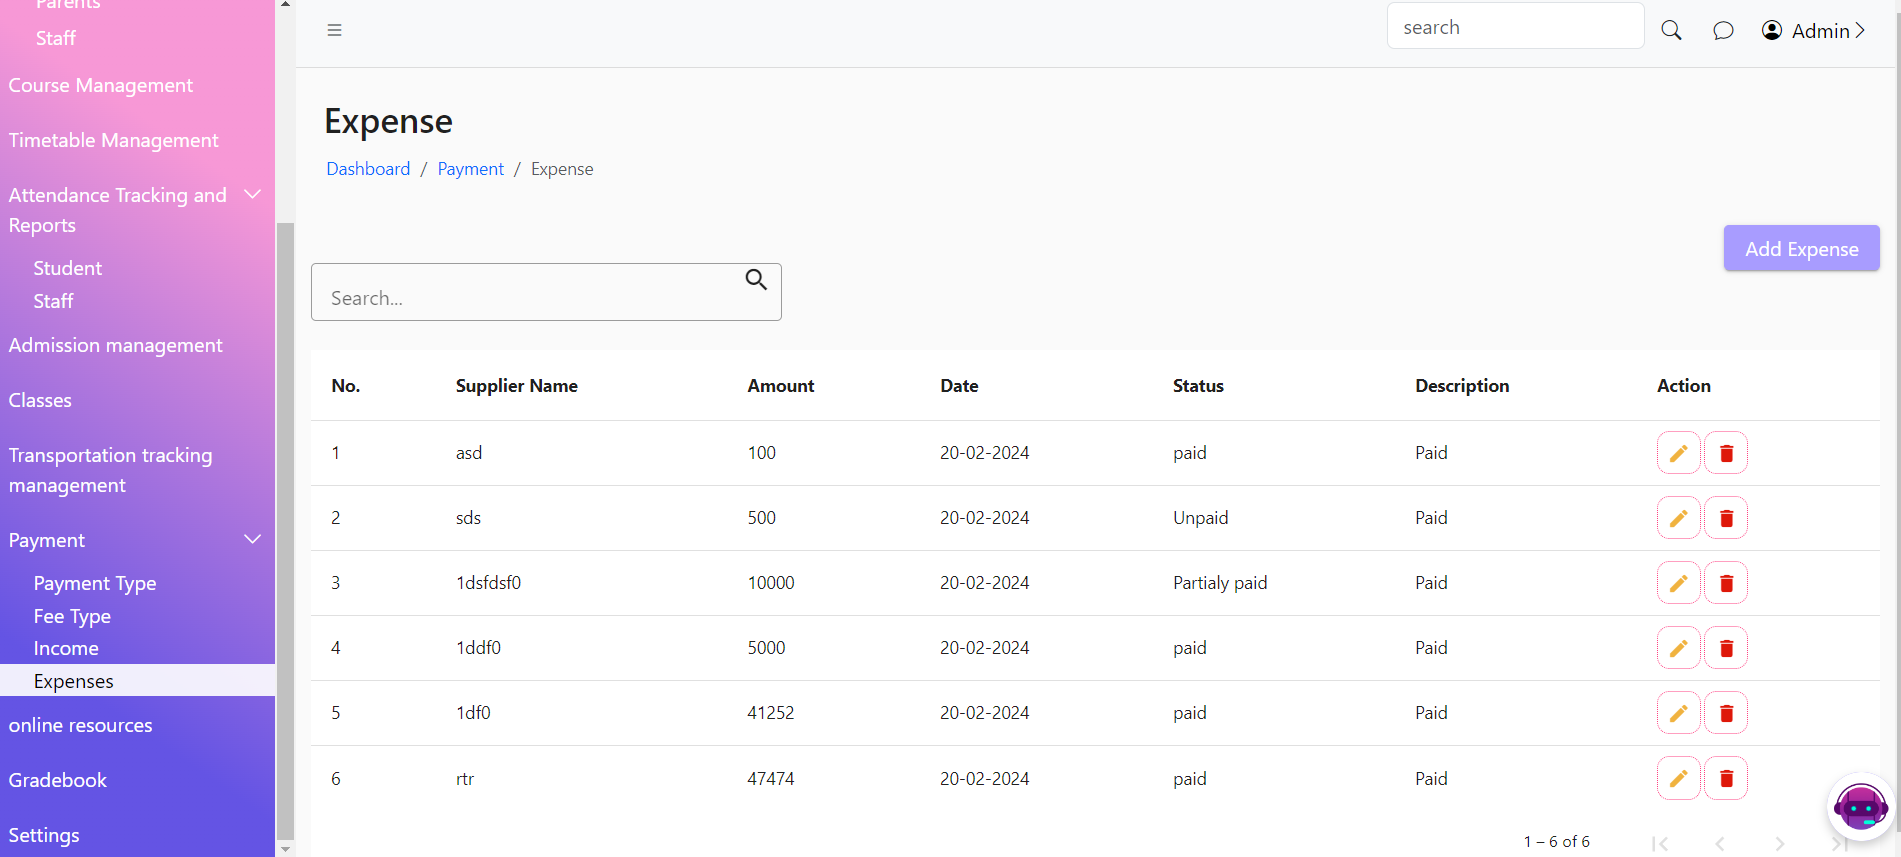 Parents
Staff
Course Management
Timetable Management
Attendance Tracking and
Reports
Student
Staff
Admission management
Classes
Transportation tracking
management
Payment
Payment Type
Fee Type
Income
Expenses
online resources
Gradebook
Settings
search
Admin
Expense
Dashboard / Payment / Expense
Add Expense
Search...
No. Supplier Name Amount Date Status Description Action
1 asd 100 20-02-2024 paid Paid
2 sds 500 20-02-2024 Unpaid Paid
3 1dsfdsf0 10000 20-02-2024 Partialy paid Paid
4 1ddf0 5000 20-02-2024 paid Paid
5 1df0 41252 20-02-2024 paid Paid
6 rtr 47474 20-02-2024 paid Paid
1 – 6 of 6